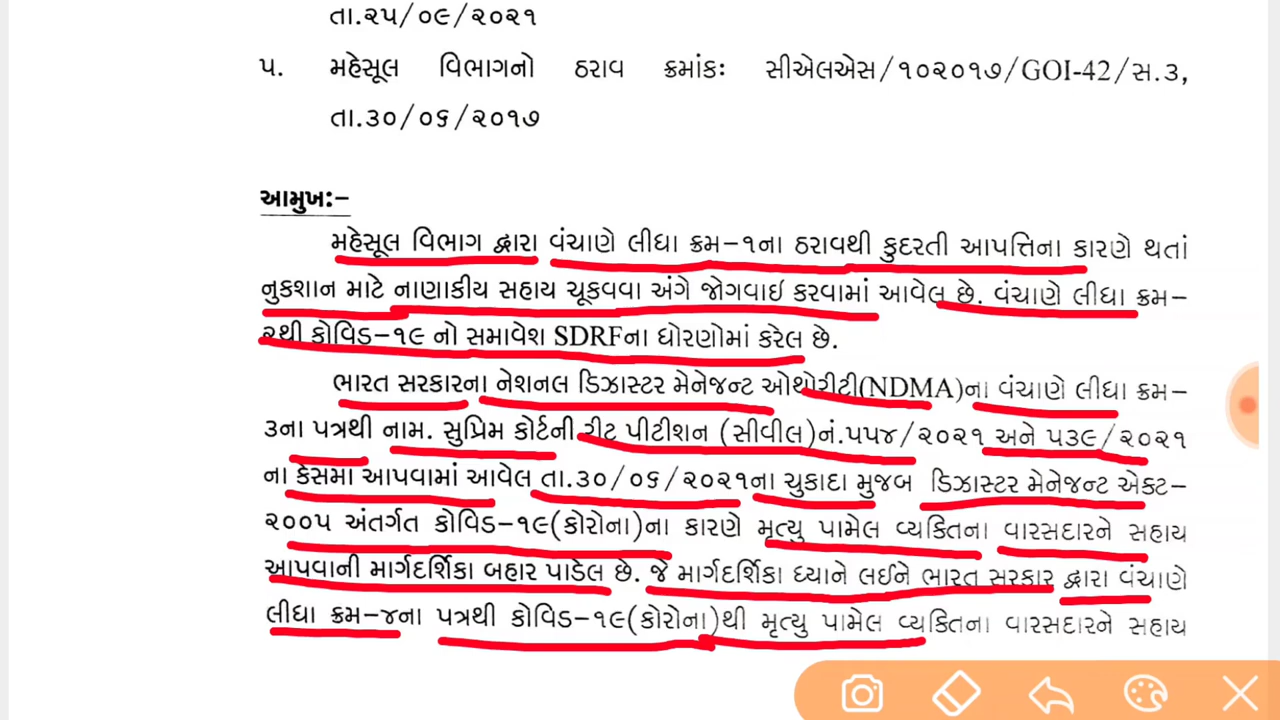 તા.૨૫/૦૯/૨૦૨૧
૫. મહેસૂલ વિભાગનો ઠરાવ ક્રમાંકઃ સીએલએસ/૧૦૨૦૧૭/GOI-42/સ.૩,
તા.૩૦/૦૬/૨૦૧૭
આમુખ:-
મહેસૂલ વિભાગ દ્વારા વંચાણે લીધા ક્રમ-૧ના ઠરાવથી કુદરતી આપત્તિના કારણે થતાં
નુકશાન માટે નાણાકીય સહાય ચૂકવવા અંગે જોગવાઇ કરવામાં આવેલ છે. વંચાણે લીધા ક્રમ-
૨થી કોવિડ-૧૯ નો સમાવેશ SDRFના ધોરણોમાં કરેલ છે.
ભારત સરકારના નેશનલ ડિઝાસ્ટર મેનેજન્ટ ઓથોરીટી(NDMA)ના વંચાણે લીધા ક્રમ-
૩ના પત્રથી નામ. સુપ્રિમ કોર્ટની રીટ પીટીશન (સીવીલ)નં.૫૫૪/૨૦૨૧ અને ૫૩૯/૨૦૨૧
ના કેસમા આપવામાં આવેલ તા.૩૦/૦૬/૨૦૨૧ના ચુકાદા મુજબ ડિઝાસ્ટર મેનેજન્ટ એક્ટ-
૨૦૦૫ અંતર્ગત કોવિડ-૧૯(કોરોના)ના કારણે મૃત્યુ પામેલ વ્યક્તિના વારસદારને સહાય
આપવાની માર્ગદર્શિકા બહાર પાડેલ છે. જે માર્ગદર્શિકા ધ્યાને લઈને ભારત સરકાર દ્વારા વંચાણે
લીધા ક્રમ-૪ના પત્રથી કોવિડ-૧૯(કોરોના)થી મૃત્યુ પામેલ વ્યક્તિના વારસદારને સહાય